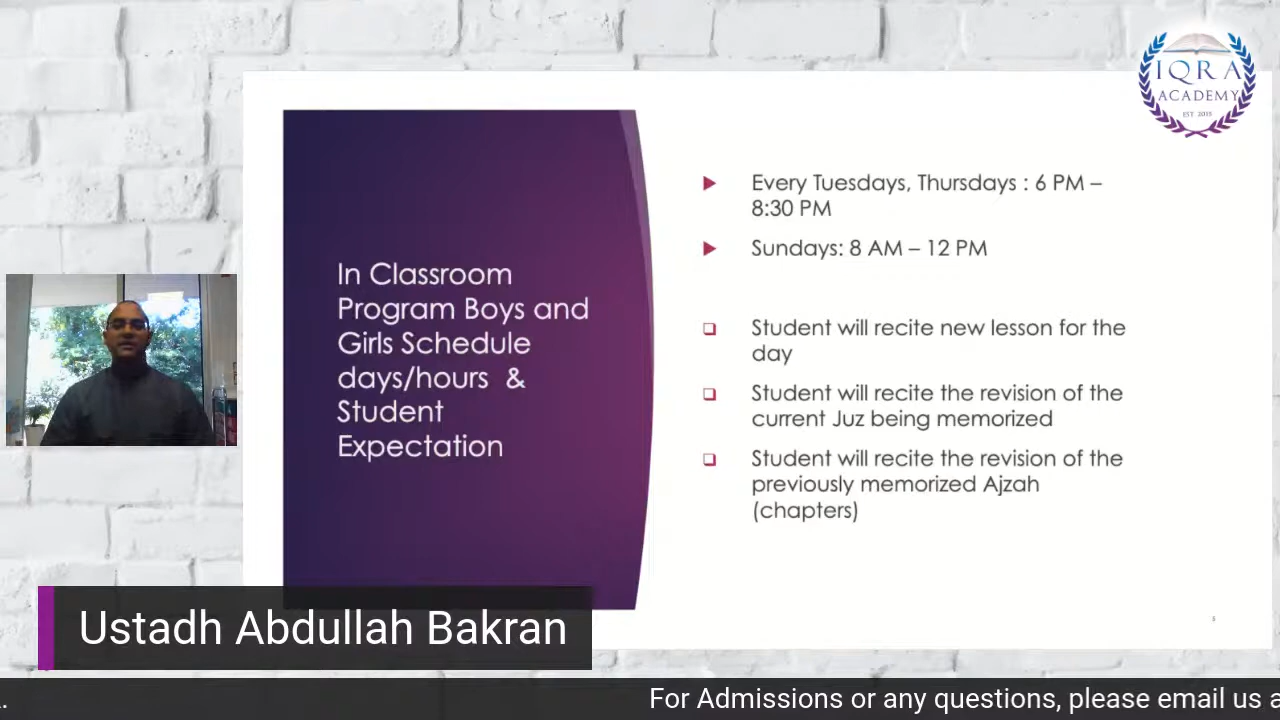 IQRA
ACADEMY
EST 2015
Every Tuesdays, Thursdays : 6 PM –
8:30 PM
Sundays: 8 AM – 12 PM
In Classroom
Program Boys and
Girls Schedule
days/hours &
Student
Expectation
Student will recite new lesson for the
day
Student will recite the revision of the
current Juz being memorized
Student will recite the revision of the
previously memorized Ajzah
(chapters)
5
Ustadh Abdullah Bakran
For Admissions or any questions, please email us a